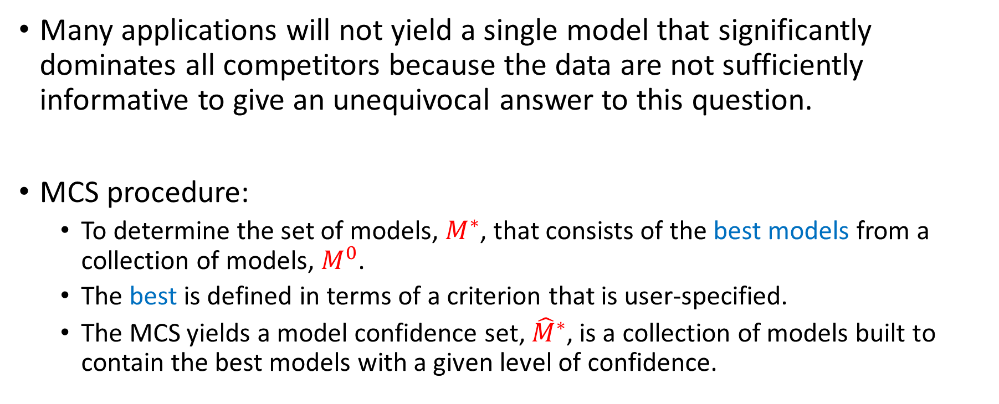 • Many applications will not yield a single model that significantly
dominates all competitors because the data are not sufficiently
informative to give an unequivocal answer to this question.
• MCS procedure:
• To determine the set of models, M*, that consists of the best models from a
collection of models, M⁰.
• The best is defined in terms of a criterion that is user-specified.
• The MCS yields a model confidence set, M̂*, is a collection of models built to
contain the best models with a given level of confidence.